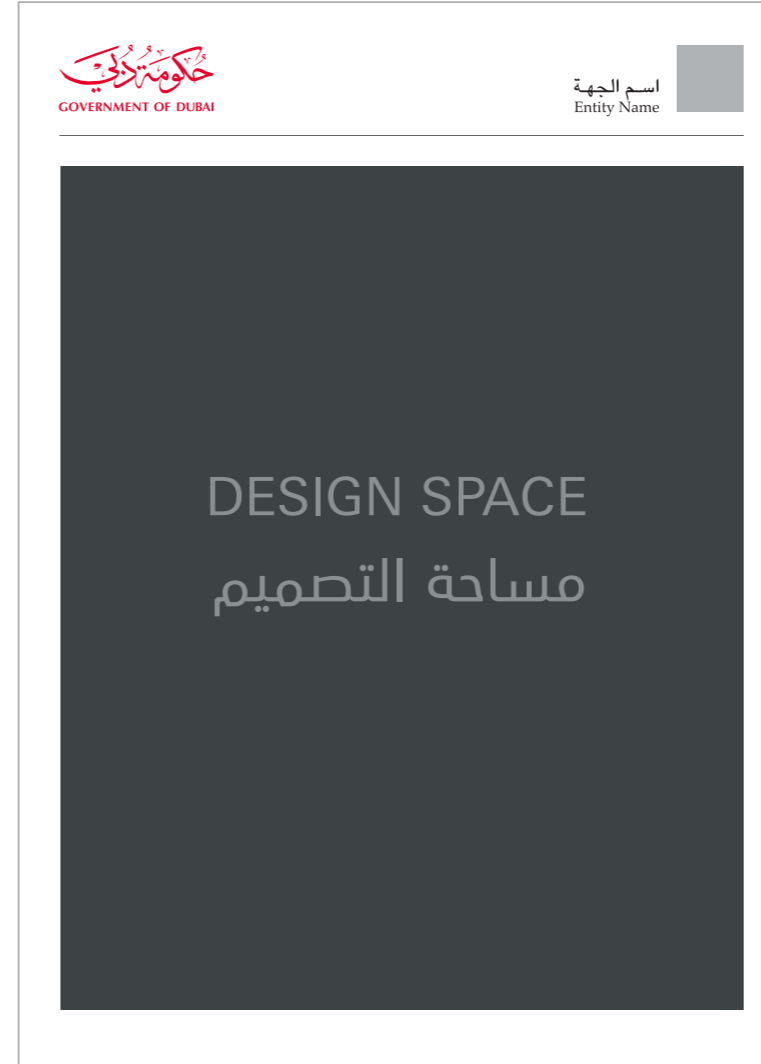 حكومة دبي
GOVERNMENT OF DUBAI
اسم الجهة
Entity Name
DESIGN SPACE
مساحة التصميم